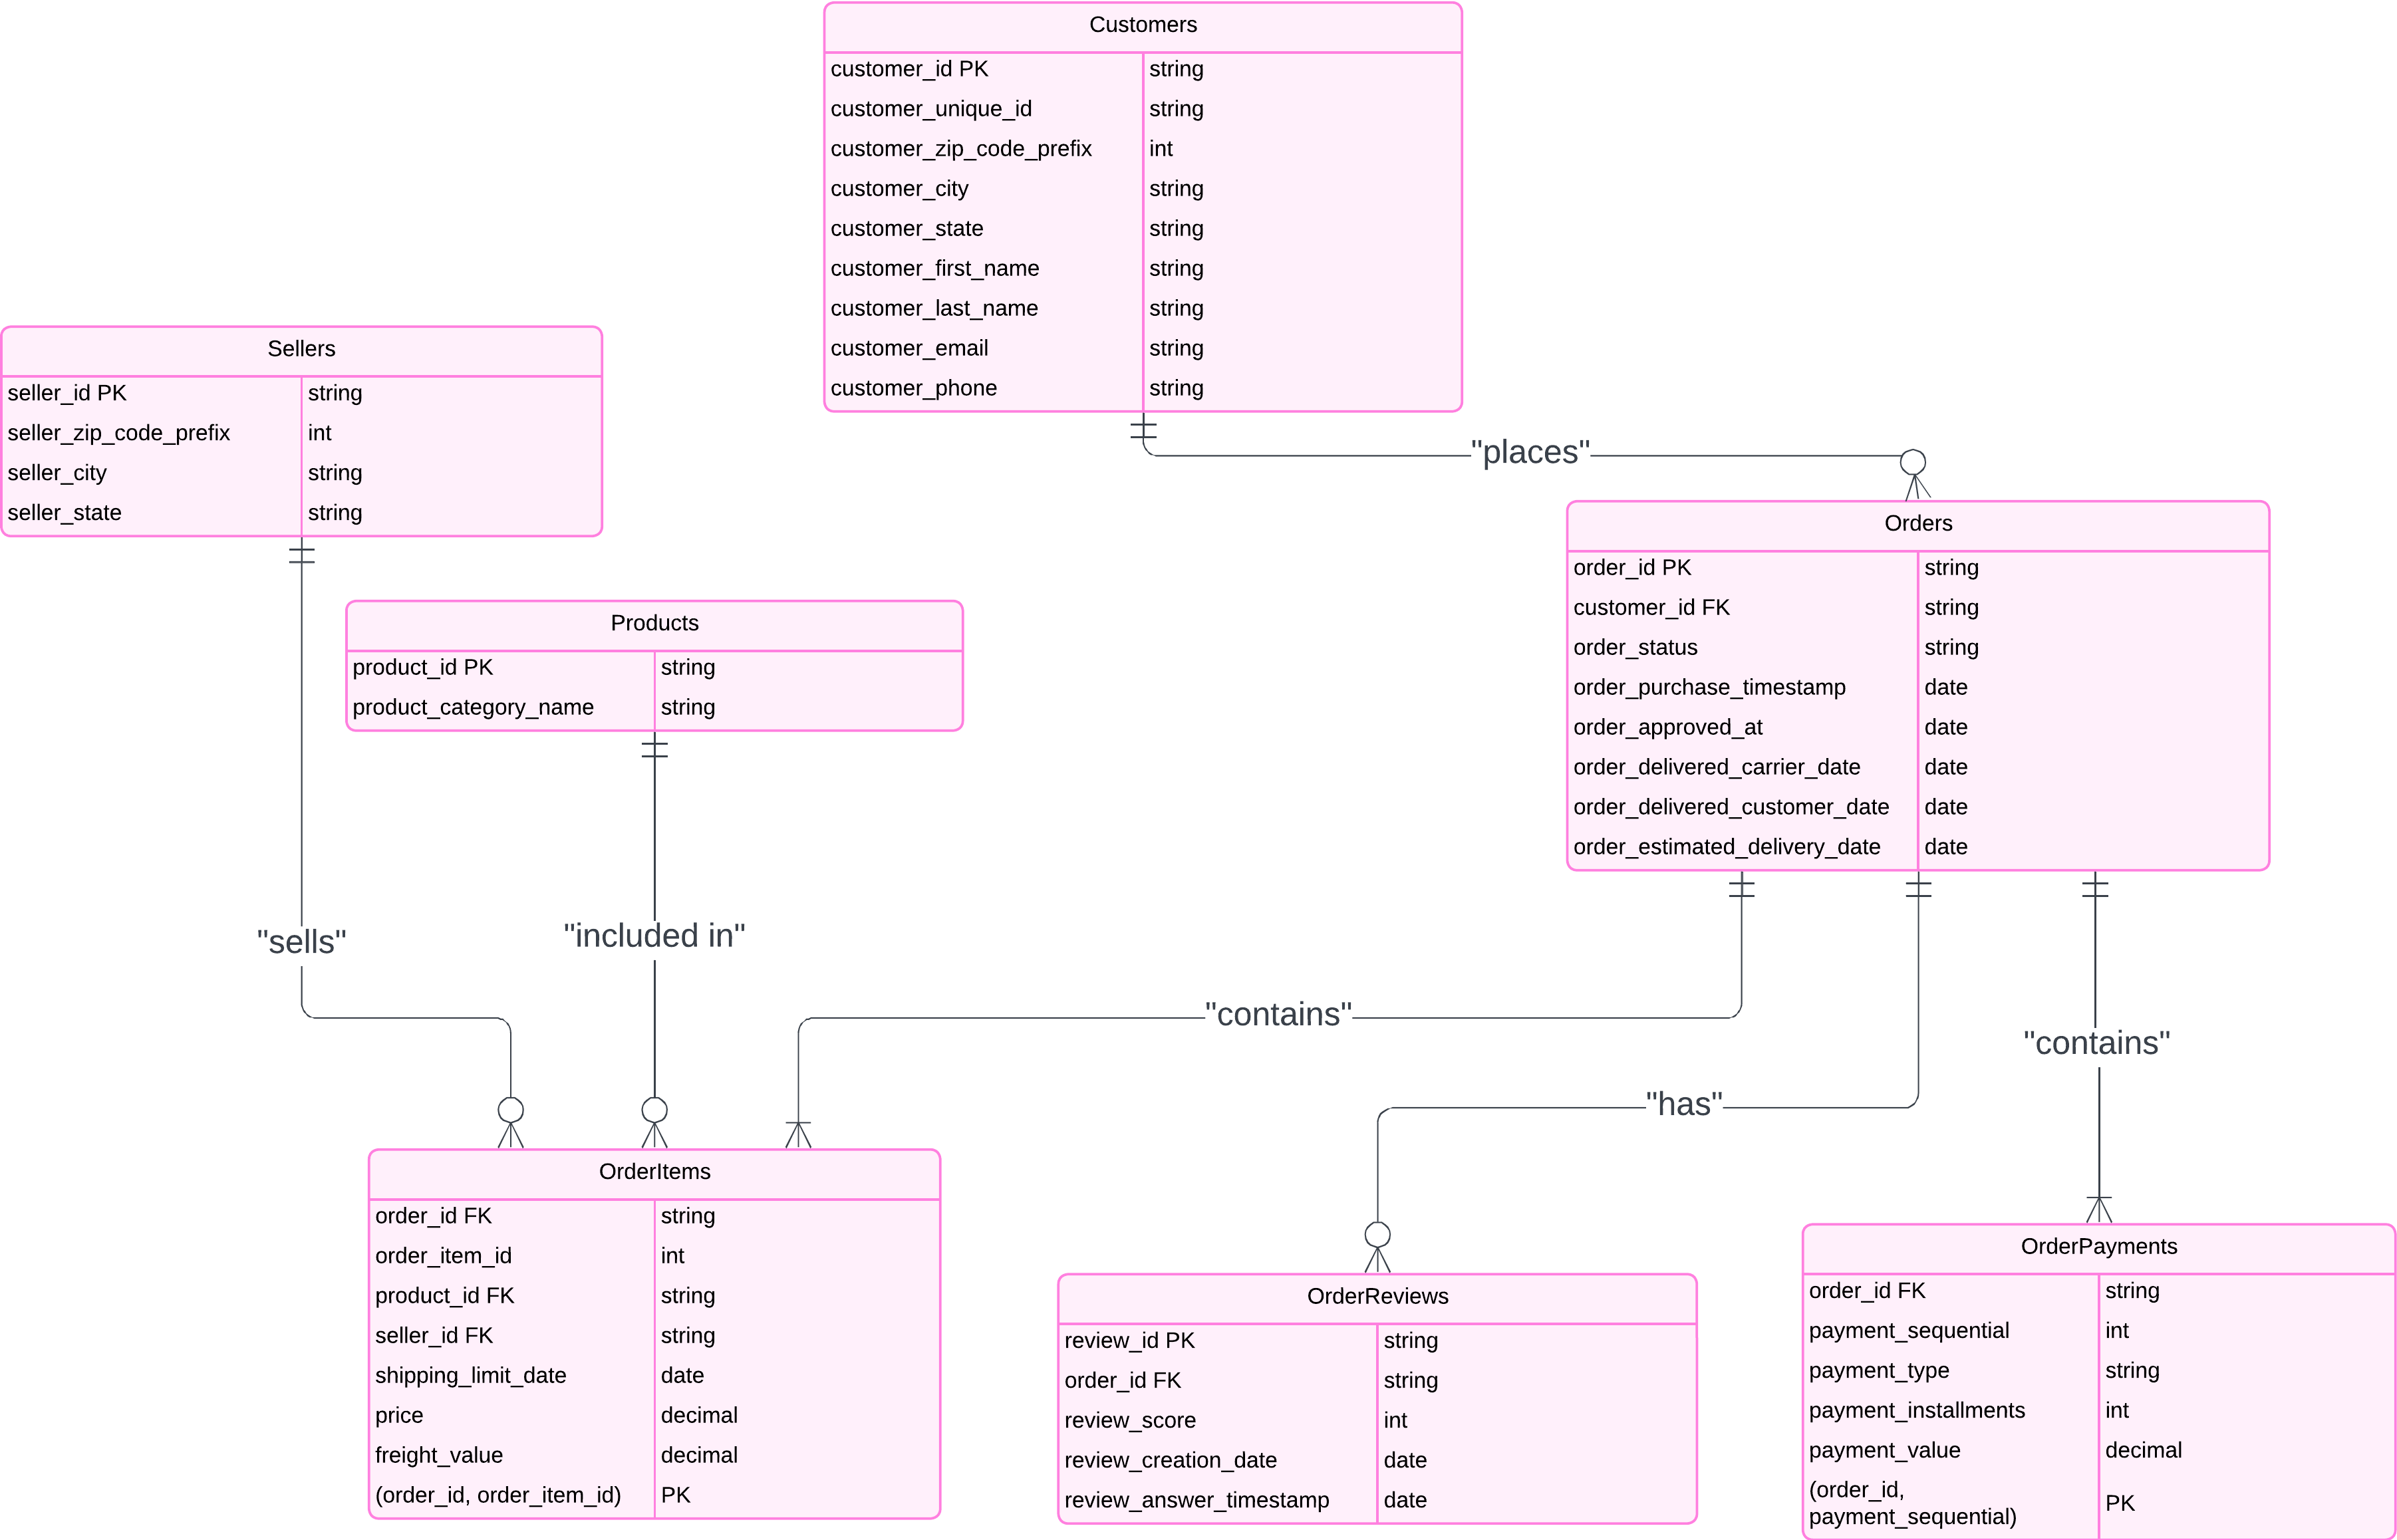 Customers
customer_id PK string
customer_unique_id string
customer_zip_code_prefix int
customer_city string
customer_state string
customer_first_name string
customer_last_name string
customer_email string
customer_phone string
Sellers
seller_id PK string
seller_zip_code_prefix int
seller_city string
seller_state string
"places"
Orders
order_id PK string
customer_id FK string
order_status string
order_purchase_timestamp date
order_approved_at date
order_delivered_carrier_date date
order_delivered_customer_date date
order_estimated_delivery_date date
Products
product_id PK string
product_category_name string
"sells"
"included in"
"contains"
"contains"
"has"
OrderItems
order_id FK string
order_item_id int
product_id FK string
seller_id FK string
shipping_limit_date date
price decimal
freight_value decimal
(order_id, order_item_id) PK
OrderReviews
review_id PK string
order_id FK string
review_score int
review_creation_date date
review_answer_timestamp date
OrderPayments
order_id FK string
payment_sequential int
payment_type string
payment_installments int
payment_value decimal
(order_id,
payment_sequential) PK